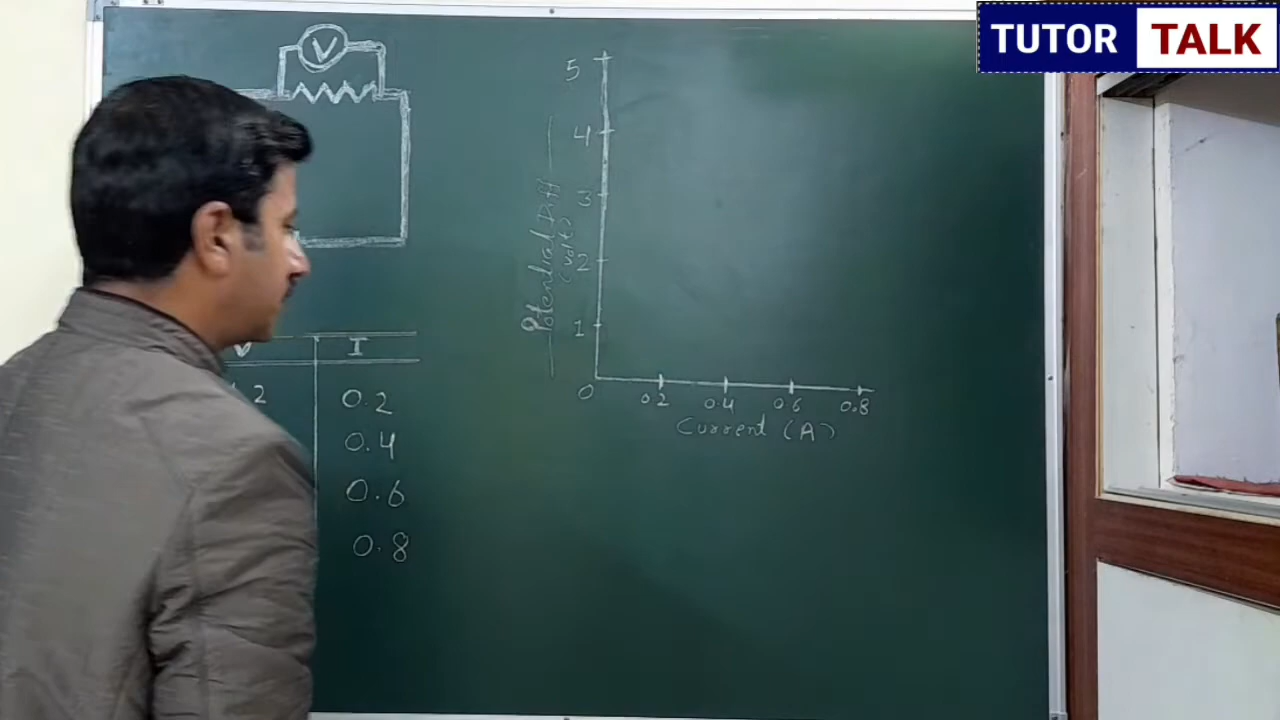 TUTOR TALK
V
V I
2 0.2
0.4
0.6
0.8
Potential Diff
(volt)
5
4
3
2
1
0 0.2 0.4 0.6 0.8
Current (A)